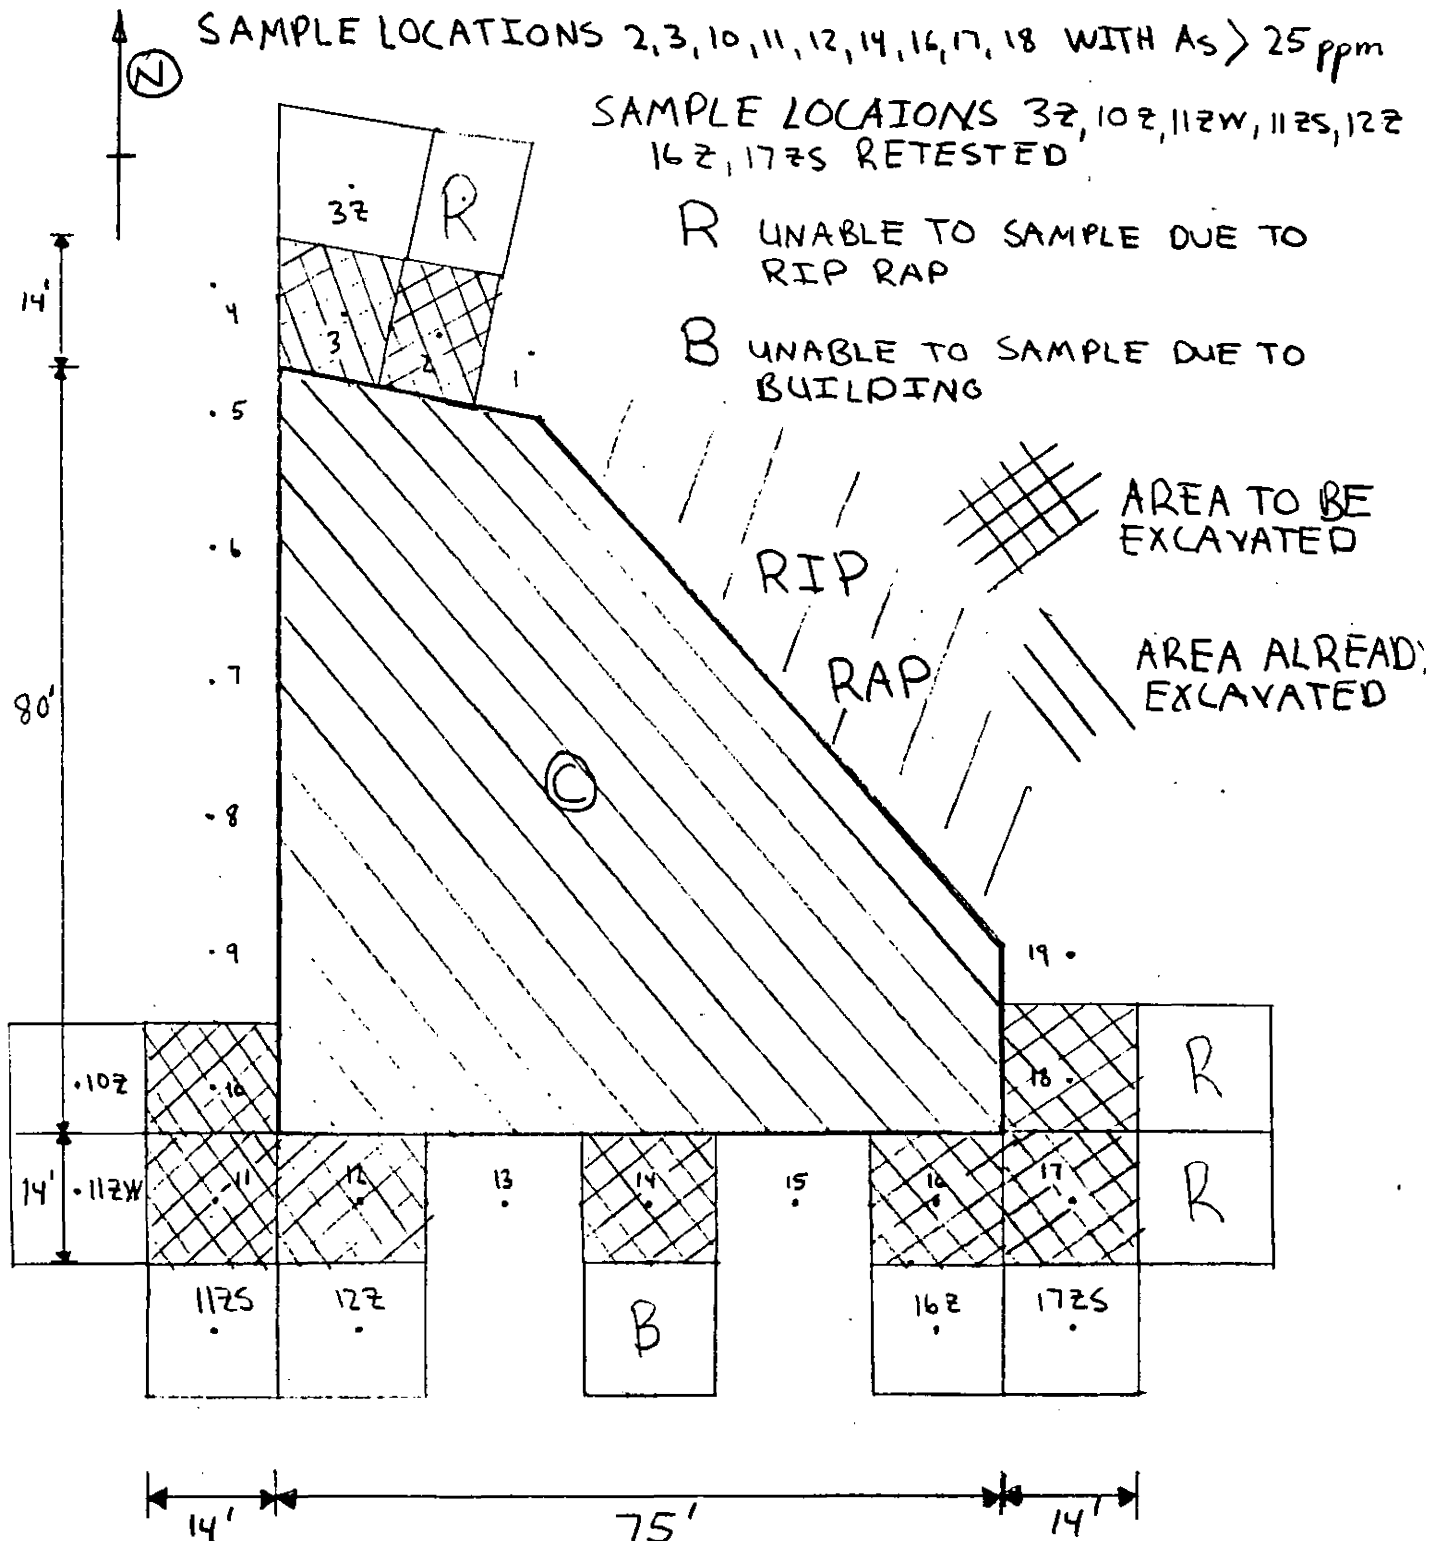 N
SAMPLE LOCATIONS 2,3,10,11,12,14,16,17,18 WITH As > 25 ppm
SAMPLE LOCAIONS 3Z, 10Z, 11ZW, 11ZS, 12Z
16Z, 17ZS RETESTED
R UNABLE TO SAMPLE DUE TO
RIP RAP
B UNABLE TO SAMPLE DUE TO
BUILDING
AREA TO BE
EXCAVATED
AREA ALREADY
EXCAVATED
RIP
RAP
3Z
R
14'
4
3
2
1
5
6
7
80'
C
8
9
19
10Z
10
18
R
14'
11ZW
11
12
13
14
15
16
17
R
11ZS
12Z
B
16Z
17ZS
14'
75'
14'